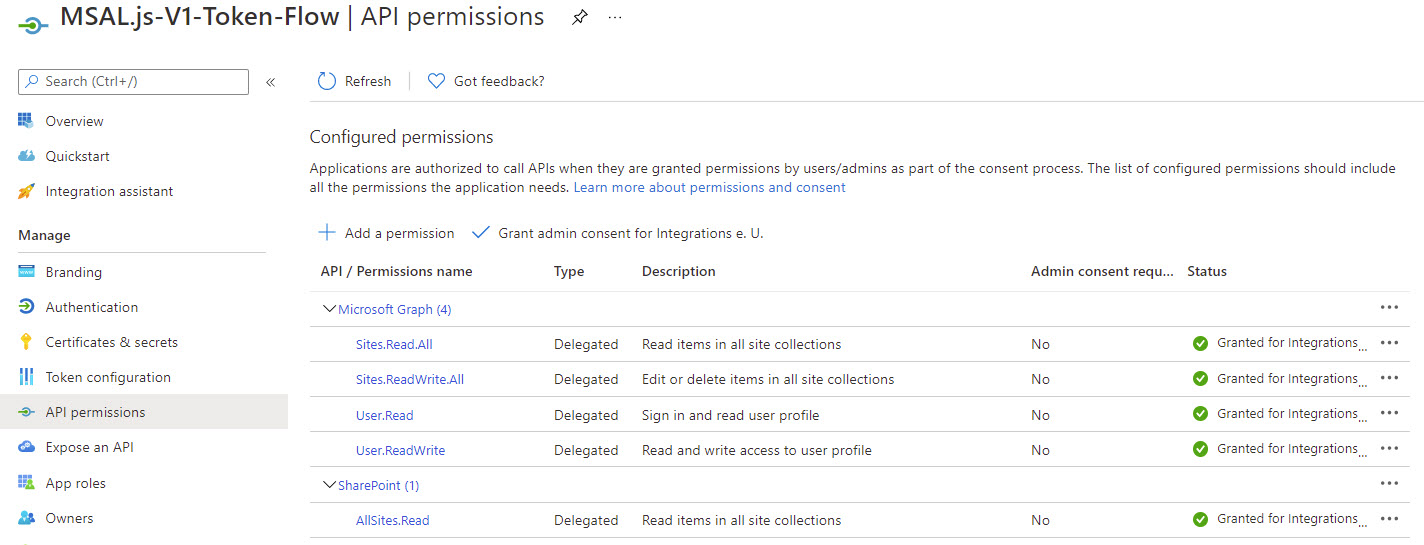 MSAL.js-V1-Token-Flow | API permissions ...
Search (Ctrl+/) «
Refresh | Got feedback?
Overview
Quickstart
Integration assistant
Manage
Branding
Authentication
Certificates & secrets
Token configuration
API permissions
Expose an API
App roles
Owners
Configured permissions
Applications are authorized to call APIs when they are granted permissions by users/admins as part of the consent process. The list of configured permissions should include
all the permissions the application needs. Learn more about permissions and consent
Add a permission Grant admin consent for Integrations e. U.
API / Permissions name Type Description Admin consent requ... Status
Microsoft Graph (4) ...
Sites.Read.All Delegated Read items in all site collections No Granted for Integrations... ...
Sites.ReadWrite.All Delegated Edit or delete items in all site collections No Granted for Integrations... ...
User.Read Delegated Sign in and read user profile No Granted for Integrations... ...
User.ReadWrite Delegated Read and write access to user profile No Granted for Integrations... ...
SharePoint (1) ...
AllSites.Read Delegated Read items in all site collections No Granted for Integrations... ...